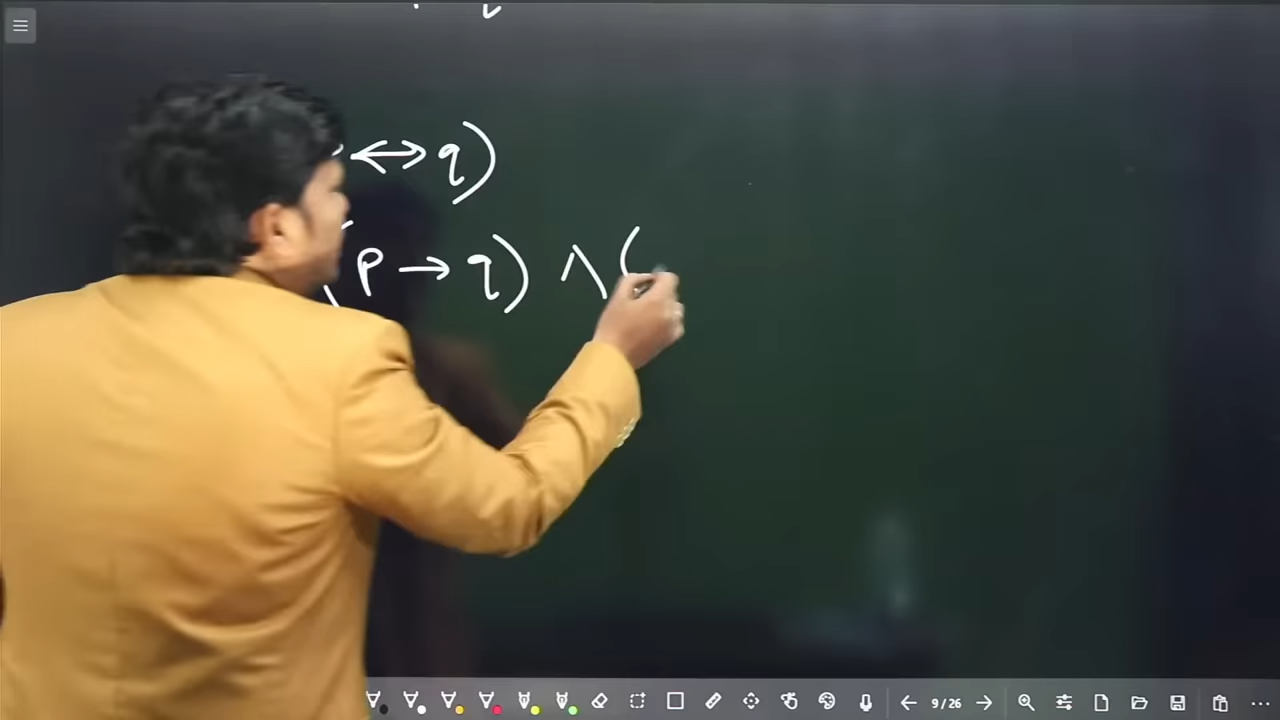 ↔ q)
(p → q) ∧ (
9/26